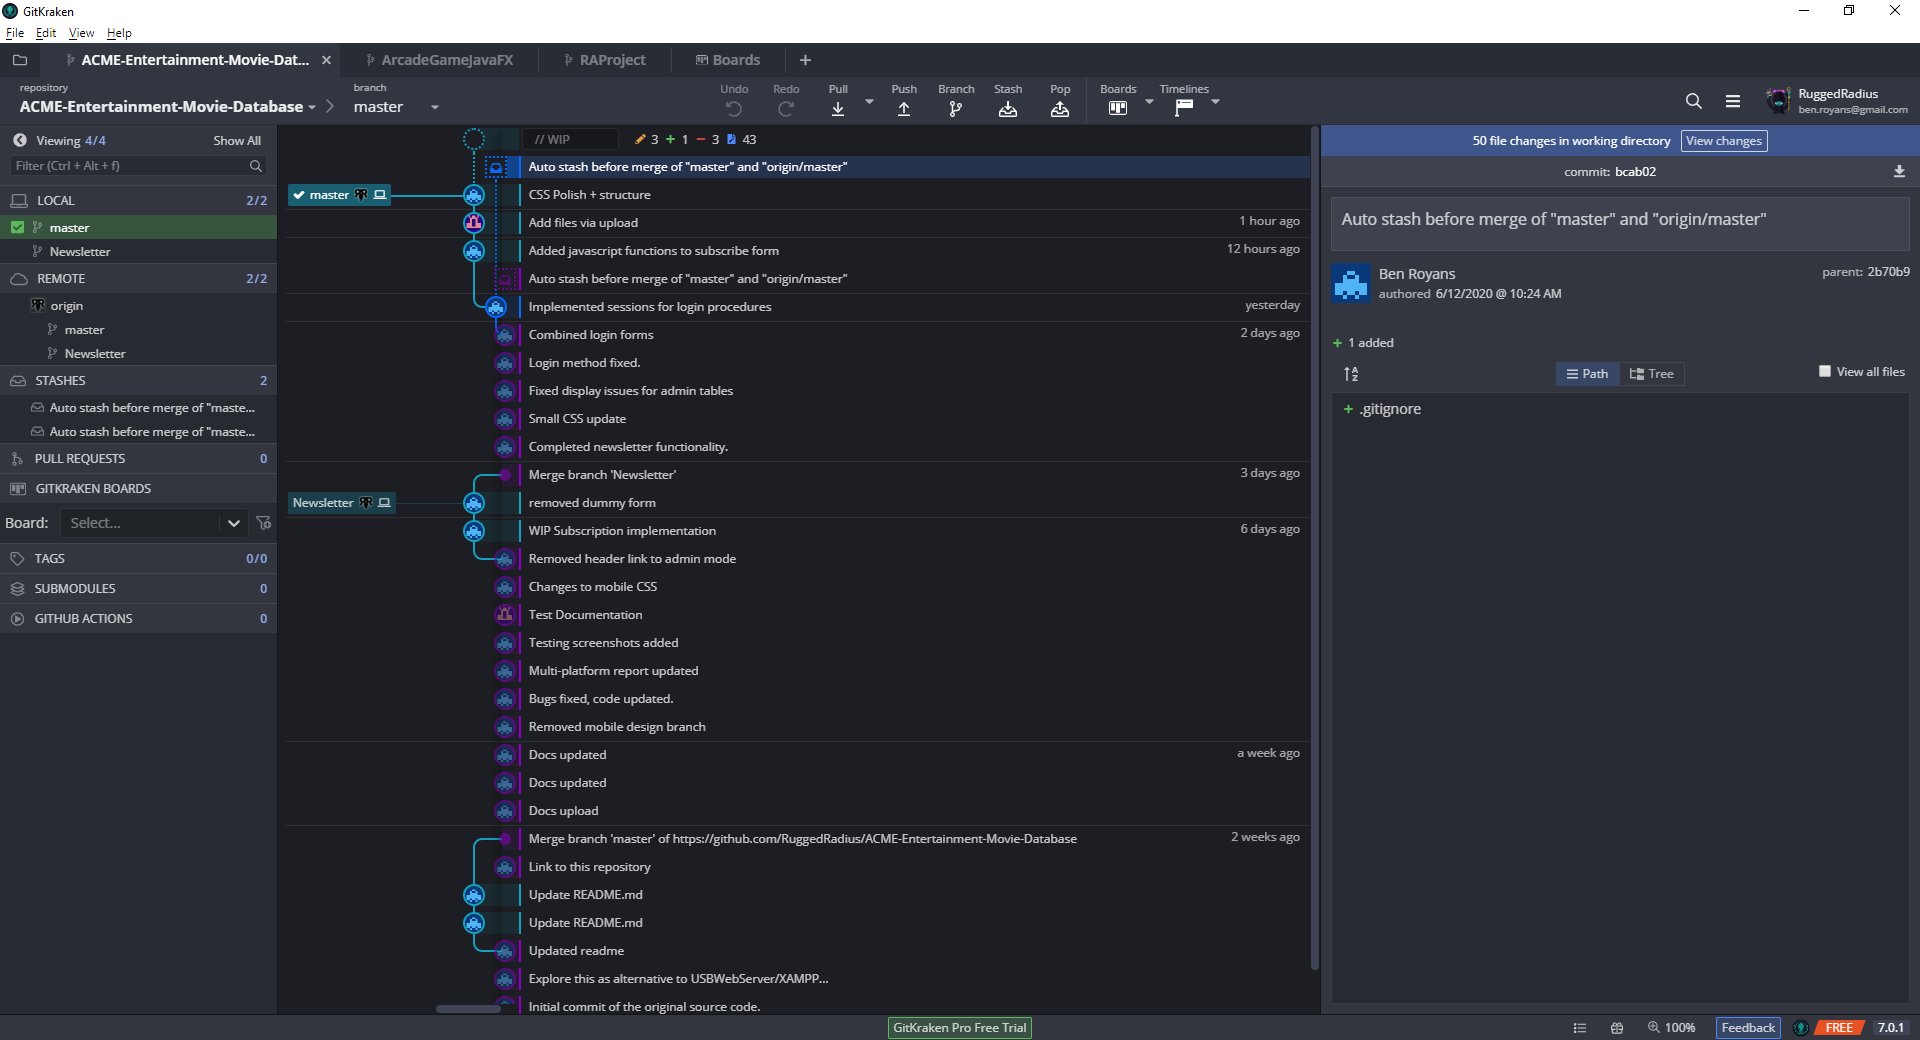 GitKraken
File Edit View Help
ACME-Entertainment-Movie-Dat...
ArcadeGameJavaFX
RAProject
Boards
repository
ACME-Entertainment-Movie-Database
branch
master
Undo
Redo
Pull
Push
Branch
Stash
Pop
Boards
Timelines
RuggedRadius
ben.royans@gmail.com
Viewing 4/4
Show All
Filter (Ctrl + Alt + f)
LOCAL 2/2
master
Newsletter
REMOTE 2/2
origin
master
Newsletter
STASHES 2
Auto stash before merge of "maste...
Auto stash before merge of "maste...
PULL REQUESTS 0
GITKRAKEN BOARDS
Board: Select...
TAGS 0/0
SUBMODULES 0
GITHUB ACTIONS 0
// WIP 3 + 1 − 3 43
Auto stash before merge of "master" and "origin/master"
master CSS Polish + structure
Add files via upload 1 hour ago
Added javascript functions to subscribe form 12 hours ago
Auto stash before merge of "master" and "origin/master"
Implemented sessions for login procedures yesterday
Combined login forms 2 days ago
Login method fixed.
Fixed display issues for admin tables
Small CSS update
Completed newsletter functionality.
Merge branch 'Newsletter' 3 days ago
Newsletter removed dummy form
WIP Subscription implementation 6 days ago
Removed header link to admin mode
Changes to mobile CSS
Test Documentation
Testing screenshots added
Multi-platform report updated
Bugs fixed, code updated.
Removed mobile design branch
Docs updated a week ago
Docs updated
Docs upload
Merge branch 'master' of https://github.com/RuggedRadius/ACME-Entertainment-Movie-Database 2 weeks ago
Link to this repository
Update README.md
Update README.md
Updated readme
Explore this as alternative to USBWebServer/XAMPP...
Initial commit of the original source code.
50 file changes in working directory View changes
commit: bcab02
Auto stash before merge of "master" and "origin/master"
Ben Royans
authored 6/12/2020 @ 10:24 AM
parent: 2b70b9
+ 1 added
Path Tree View all files
+ .gitignore
GitKraken Pro Free Trial
100%
Feedback
FREE
7.0.1